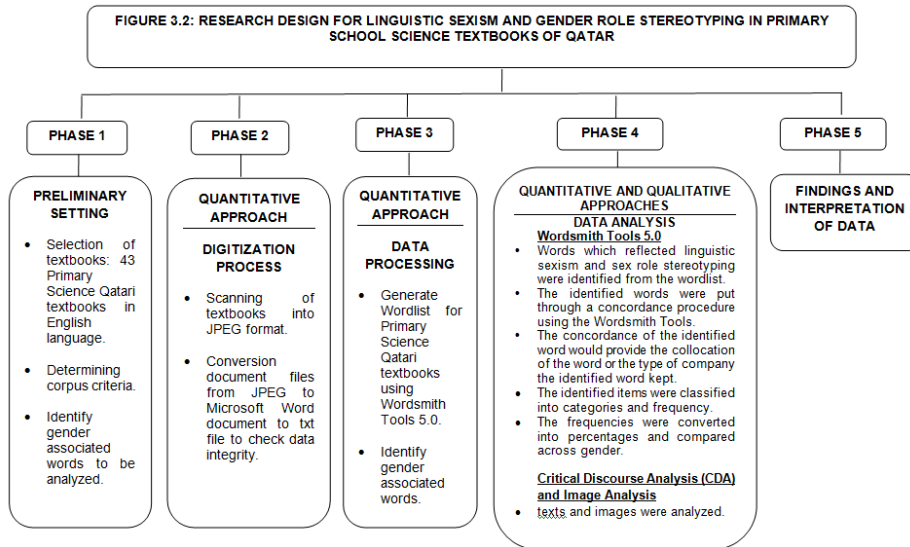 FIGURE 3.2: RESEARCH DESIGN FOR LINGUISTIC SEXISM AND GENDER ROLE STEREOTYPING IN PRIMARY
SCHOOL SCIENCE TEXTBOOKS OF QATAR
PHASE 1
PRELIMINARY
SETTING
• Selection of
textbooks: 43
Primary
Science Qatari
textbooks in
English
language.
• Determining
corpus criteria.
• Identify
gender
associated
words to be
analyzed.
PHASE 2
QUANTITATIVE
APPROACH
DIGITIZATION
PROCESS
• Scanning of
textbooks into
JPEG format.
• Conversion
document files
from JPEG to
Microsoft Word
document to txt
file to check data
integrity.
PHASE 3
QUANTITATIVE
APPROACH
DATA
PROCESSING
• Generate
Wordlist for
Primary
Science
Qatari
textbooks
using
Wordsmith
Tools 5.0.
• Identify
gender
associated
words.
PHASE 4
QUANTITATIVE AND QUALITATIVE
APPROACHES
DATA ANALYSIS
Wordsmith Tools 5.0
• Words which reflected linguistic
sexism and sex role stereotyping
were identified from the wordlist.
• The identified words were put
through a concordance procedure
using the Wordsmith Tools.
• The concordance of the identified
word would provide the collocation
of the word or the type of company
the identified word kept.
• The identified items were classified
into categories and frequency.
• The frequencies were converted
into percentages and compared
across gender.
Critical Discourse Analysis (CDA)
and Image Analysis
• texts and images were analyzed.
PHASE 5
FINDINGS AND
INTERPRETATION
OF DATA